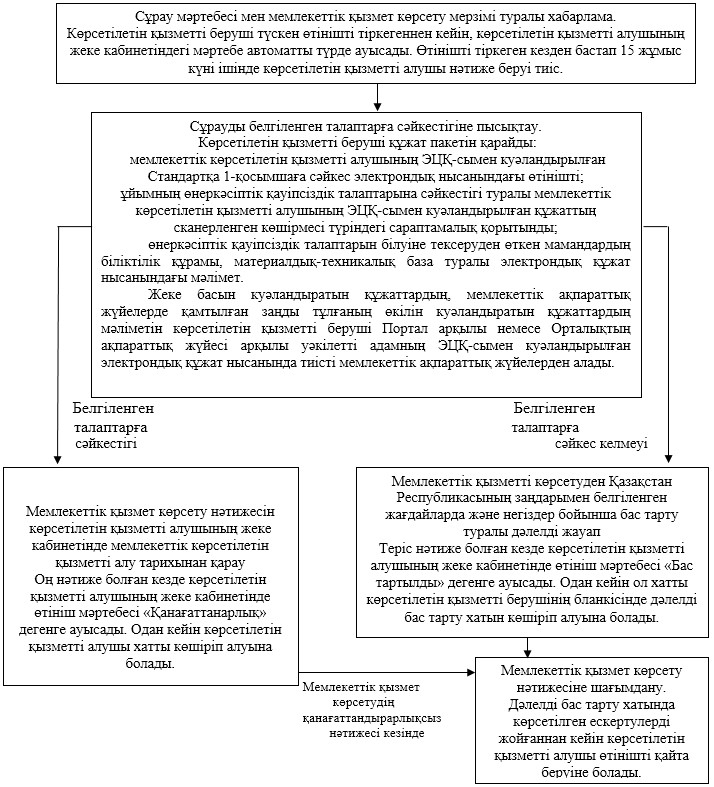 Сұрау мәртебесі мен мемлекеттік қызмет көрсету мерзімі туралы хабарлама.
Көрсетілетін қызметті беруші түскен өтінішті тіркегеннен кейін, көрсетілетін қызметті алушының
жеке кабинетіндегі мәртебе автоматты түрде ауысады. Өтінішті тіркеген кезден бастап 15 жұмыс
күні ішінде көрсетілетін қызметті алушы нәтиже беруі тиіс.
Сұрауды белгіленген талаптарға сәйкестігіне пысықтау.
Көрсетілетін қызметті беруші құжат пакетін қарайды:
мемлекеттік көрсетілетін қызметті алушының ЭЦҚ-сымен куәландырылған
Стандартқа 1-қосымшаға сәйкес электрондық нысанындағы өтінішті;
ұйымның өнеркәсіптік қауіпсіздік талаптарына сәйкестігі туралы мемлекеттік
көрсетілетін қызметті алушының ЭЦҚ-сымен куәландырылған құжаттың
сканерленген көшірмесі түріндегі сараптамалық қорытынды;
өнеркәсіптік қауіпсіздік талаптарын білуіне тексеруден өткен мамандардың
біліктілік құрамы, материалдық-техникалық база туралы электрондық құжат
нысанындағы мәлімет.
Жеке басын куәландыратын құжаттардың, мемлекеттік ақпараттық
жүйелерде қамтылған заңды тұлғаның өкілін куәландыратын құжаттардың
мәліметін көрсетілетін қызметті беруші Портал арқылы немесе Орталықтың
ақпараттық жүйесі арқылы уәкілетті адамның ЭЦҚ-сымен куәландырылған
электрондық құжат нысанында тиісті мемлекеттік ақпараттық жүйелерден алады.
Белгіленген
талаптарға
сәйкестігі
Белгіленген
талаптарға
сәйкес келмеуі
Мемлекеттік қызмет көрсету нәтижесін
көрсетілетін қызметті алушының жеке
кабинетінде мемлекеттік көрсетілетін
қызметті алу тарихынан қарау
Оң нәтиже болған кезде көрсетілетін
қызметті алушының жеке кабинетінде
өтініш мәртебесі «Қанағаттанарлық»
дегенге ауысады. Одан кейін көрсетілетін
қызметті алушы хатты көшіріп алуына
болады.
Мемлекеттік қызметті көрсетуден Қазақстан
Республикасының заңдарымен белгіленген
жағдайларда және негіздер бойынша бас тарту
туралы дәлелді жауап
Теріс нәтиже болған кезде көрсетілетін қызметті
алушының жеке кабинетінде өтініш мәртебесі «Бас
тартылды» дегенге ауысады. Одан кейін ол хатты
көрсетілетін қызметті берушінің бланкісінде дәлелді
бас тарту хатын көшіріп алуына болады.
Мемлекеттік қызмет
көрсетудің
қанағаттандырарлықсыз
нәтижесі кезінде
Мемлекеттік қызмет көрсету
нәтижесіне шағымдану.
Дәлелді бас тарту хатында
көрсетілген ескертулерді
жойғаннан кейін көрсетілетін
қызметті алушы өтінішті қайта
беруіне болады.